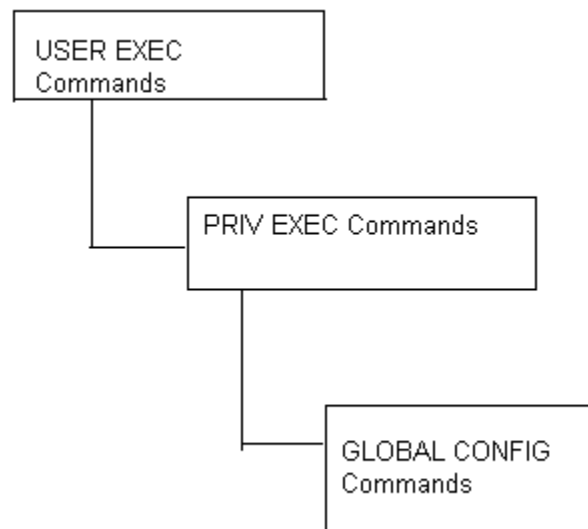 USER EXEC
Commands
PRIV EXEC Commands
GLOBAL CONFIG
Commands